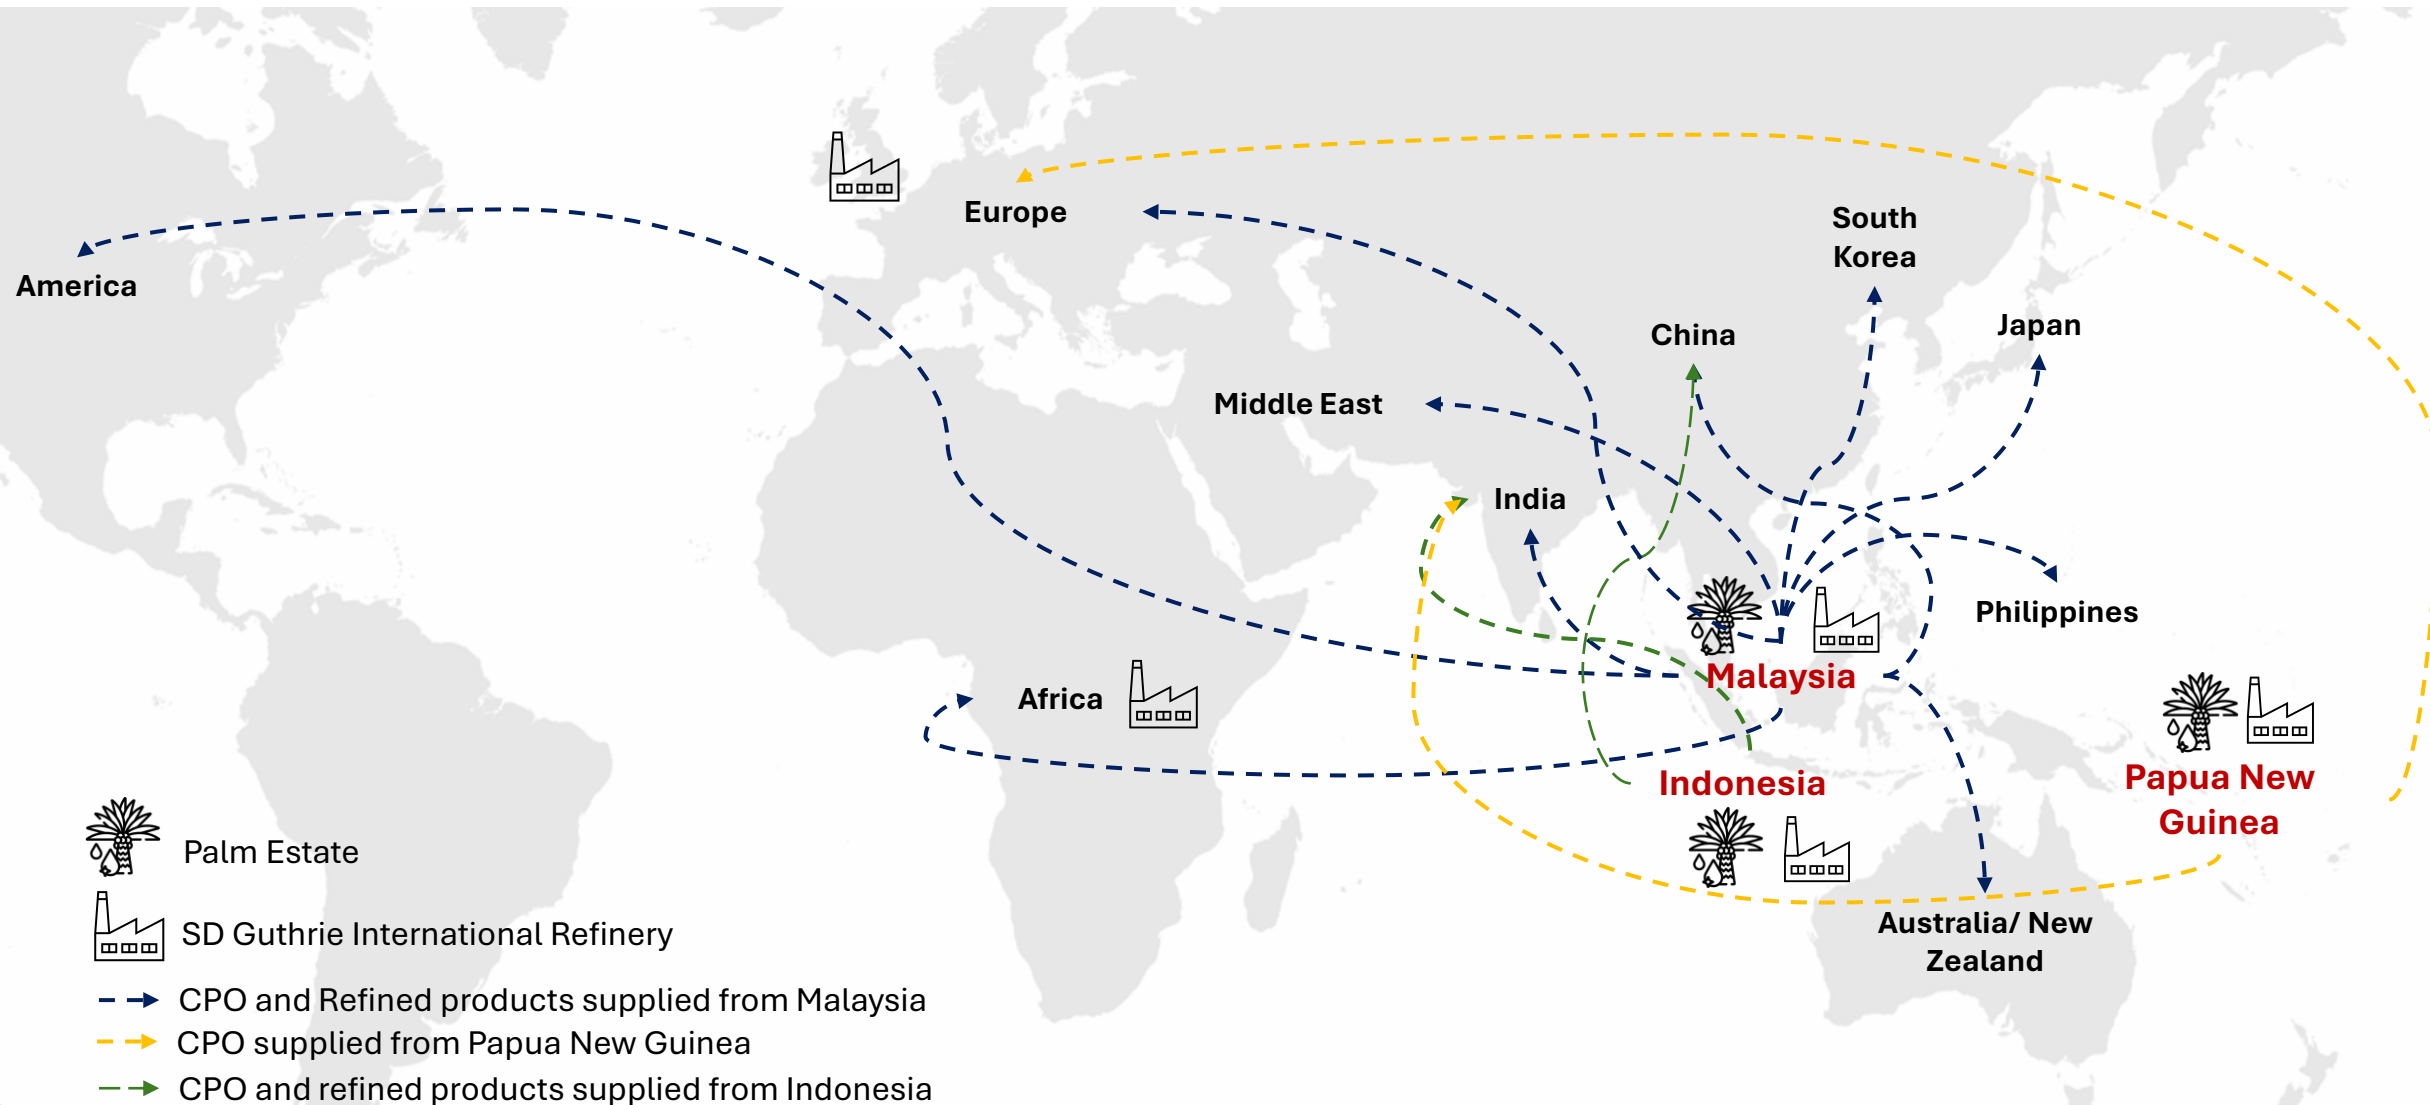 Europe
South
Korea
America
Japan
China
Middle East
India
Philippines
Malaysia
Africa
Papua New
Guinea
Indonesia
Australia/ New
Zealand
Palm Estate
SD Guthrie International Refinery
CPO and Refined products supplied from Malaysia
CPO supplied from Papua New Guinea
CPO and refined products supplied from Indonesia